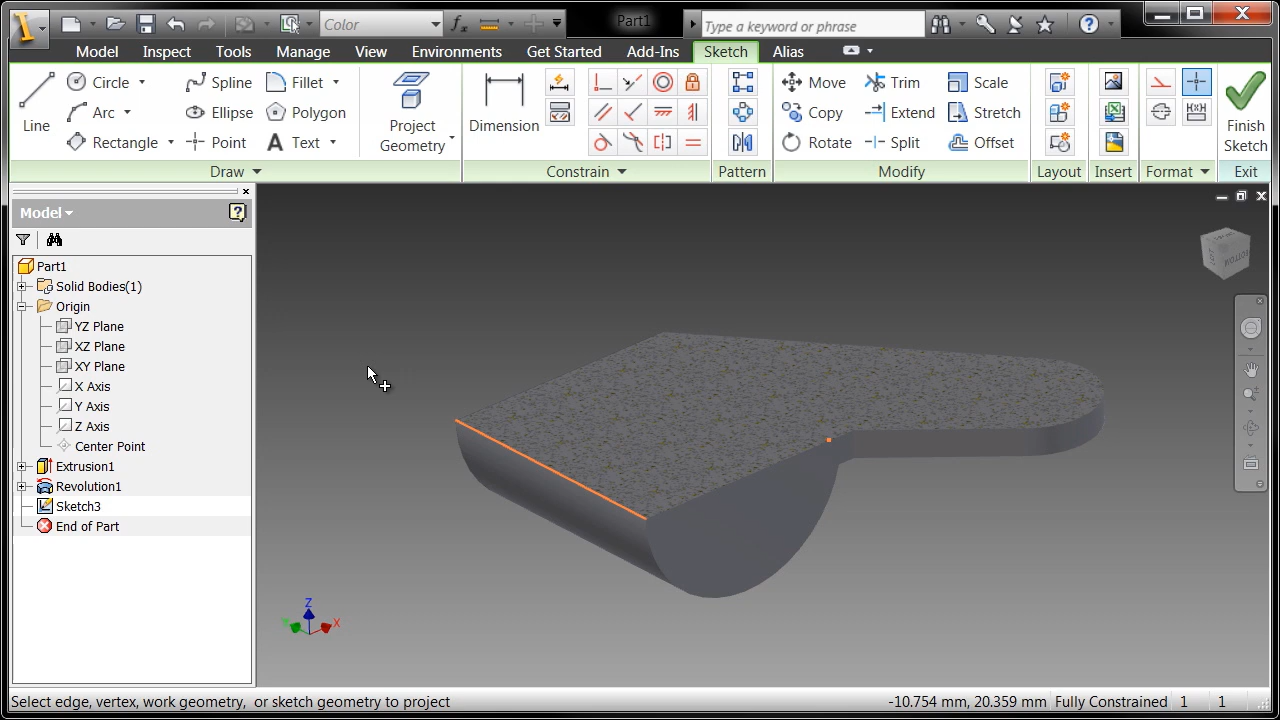 Color
Part1
Type a keyword or phrase
Model Inspect Tools Manage View Environments Get Started Add-Ins Sketch Alias
Line
Circle
Arc
Rectangle
Spline
Ellipse
Point
Fillet
Polygon
Text
Project
Geometry
Dimension
Move
Copy
Rotate
Trim
Extend
Split
Scale
Stretch
Offset
Finish
Sketch
Draw Constrain Pattern Modify Layout Insert Format Exit
Model
Part1
Solid Bodies(1)
Origin
YZ Plane
XZ Plane
XY Plane
X Axis
Y Axis
Z Axis
Center Point
Extrusion1
Revolution1
Sketch3
End of Part
Z
X
Select edge, vertex, work geometry, or sketch geometry to project
-10.754 mm, 20.359 mm Fully Constrained 1 1